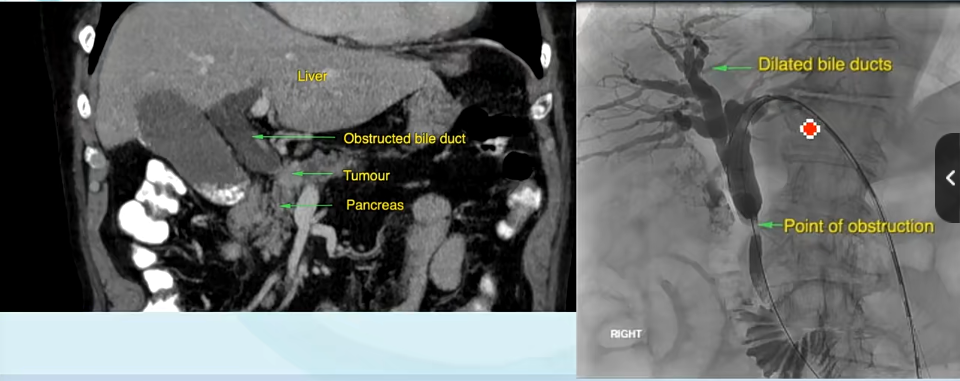 Liver
Obstructed bile duct
Tumour
Pancreas
Dilated bile ducts
Point of obstruction
RIGHT